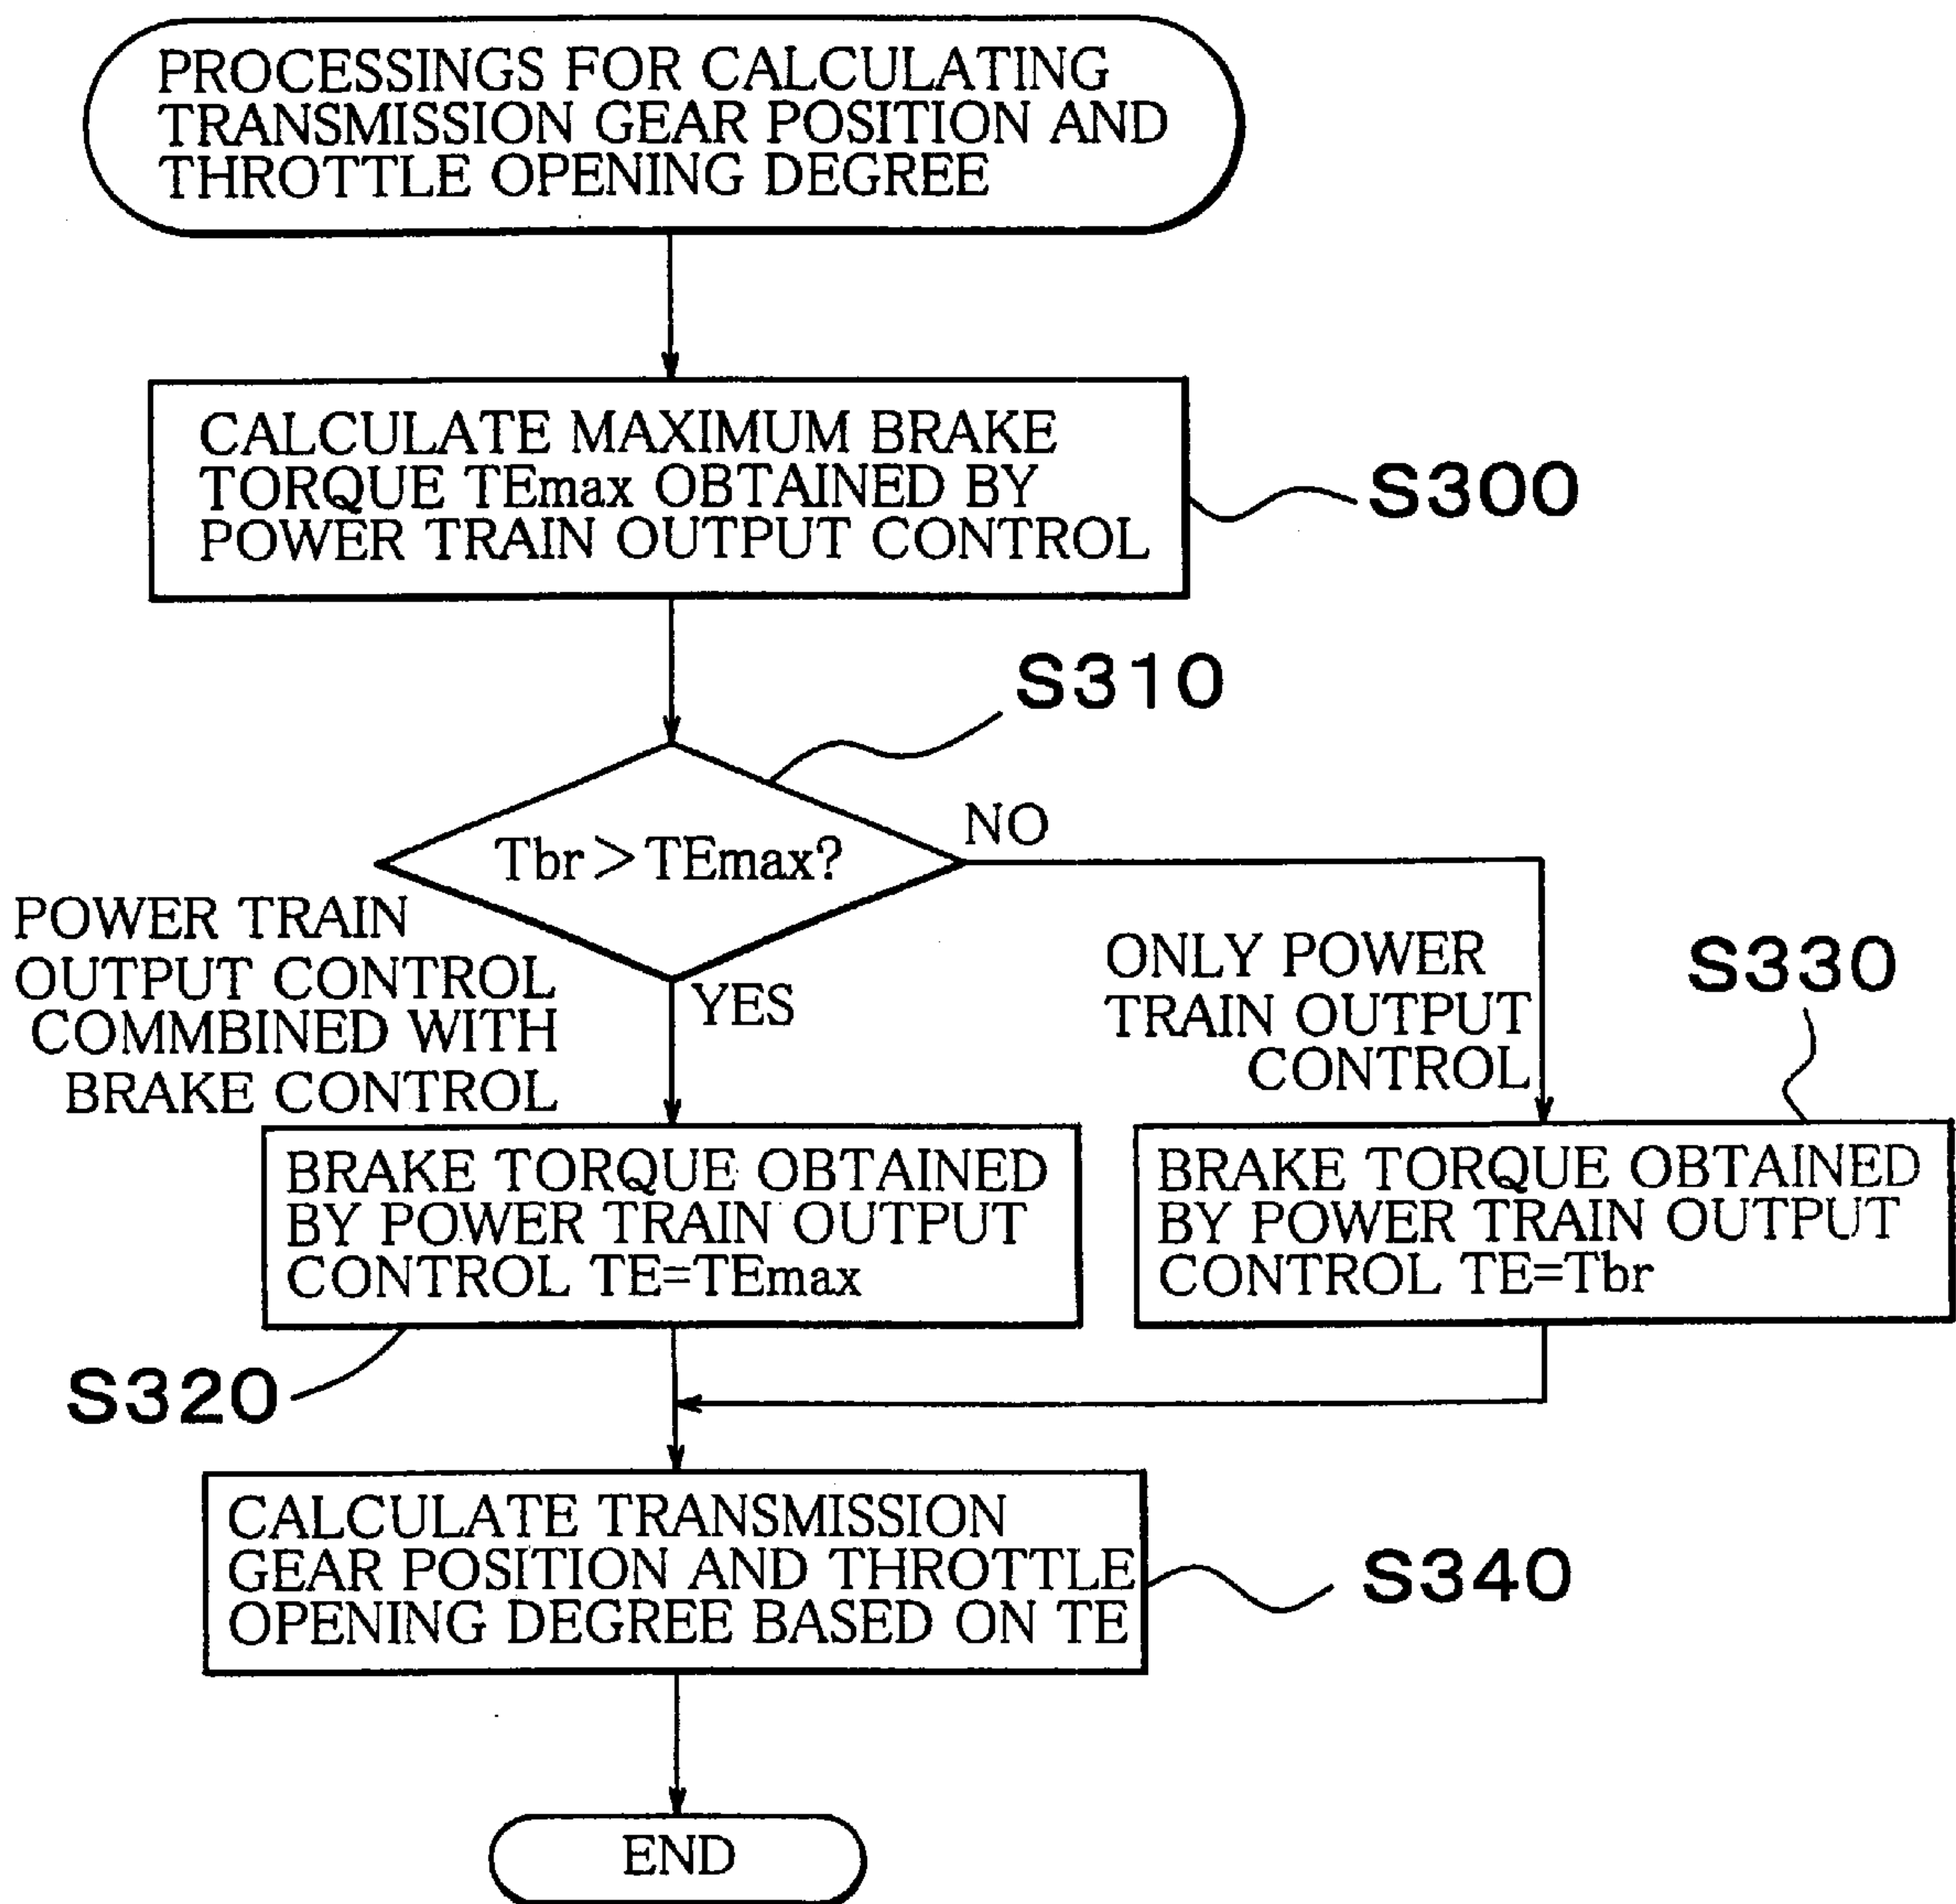 PROCESSINGS FOR CALCULATING
TRANSMISSION GEAR POSITION AND
THROTTLE OPENING DEGREE
CALCULATE MAXIMUM BRAKE
TORQUE TEmax OBTAINED BY
POWER TRAIN OUTPUT CONTROL
S300
S310
Tbr > TEmax?
NO
POWER TRAIN
OUTPUT CONTROL
COMMBINED WITH
BRAKE CONTROL
YES
ONLY POWER
TRAIN OUTPUT
CONTROL
S330
BRAKE TORQUE OBTAINED
BY POWER TRAIN OUTPUT
CONTROL TE=TEmax
BRAKE TORQUE OBTAINED
BY POWER TRAIN OUTPUT
CONTROL TE=Tbr
S320
CALCULATE TRANSMISSION
GEAR POSITION AND THROTTLE
OPENING DEGREE BASED ON TE
S340
END